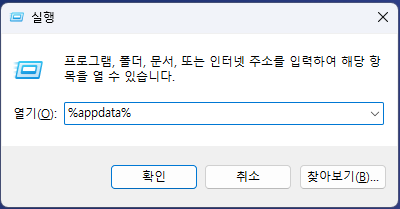 실행
프로그램, 폴더, 문서, 또는 인터넷 주소를 입력하여 해당 항
목을 열 수 있습니다.
열기(O): %appdata%
확인 취소 찾아보기(B)...